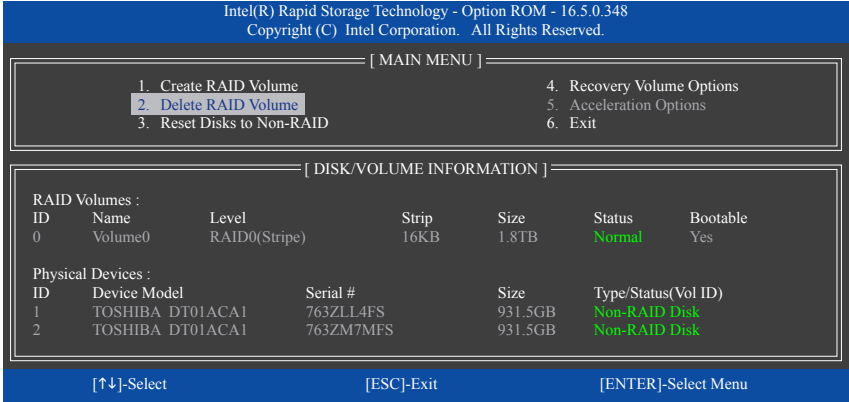 Intel(R) Rapid Storage Technology - Option ROM - 16.5.0.348
Copyright (C) Intel Corporation. All Rights Reserved.
[ MAIN MENU ]
1. Create RAID Volume 4. Recovery Volume Options
2. Delete RAID Volume 5. Acceleration Options
3. Reset Disks to Non-RAID 6. Exit
[ DISK/VOLUME INFORMATION ]
RAID Volumes :
ID Name Level Strip Size Status Bootable
0 Volume0 RAID0(Stripe) 16KB 1.8TB Normal Yes
Physical Devices :
ID Device Model Serial # Size Type/Status(Vol ID)
1 TOSHIBA DT01ACA1 763ZLL4FS 931.5GB Non-RAID Disk
2 TOSHIBA DT01ACA1 763ZM7MFS 931.5GB Non-RAID Disk
[↑↓]-Select [ESC]-Exit [ENTER]-Select Menu